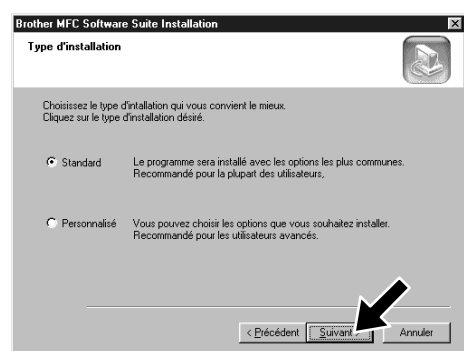 Brother MFC Software Suite Installation
Type d'installation
Choisissez le type d'intallation qui vous convient le mieux.
Cliquez sur le type d'installation désiré.
Standard Le programme sera installé avec les options les plus communes.
Recommandé pour la plupart des utilisateurs,
Personnalisé Vous pouvez choisir les options que vous souhaitez installer.
Recommandé pour les utilisateurs avancés.
< Précédent Suivant > Annuler